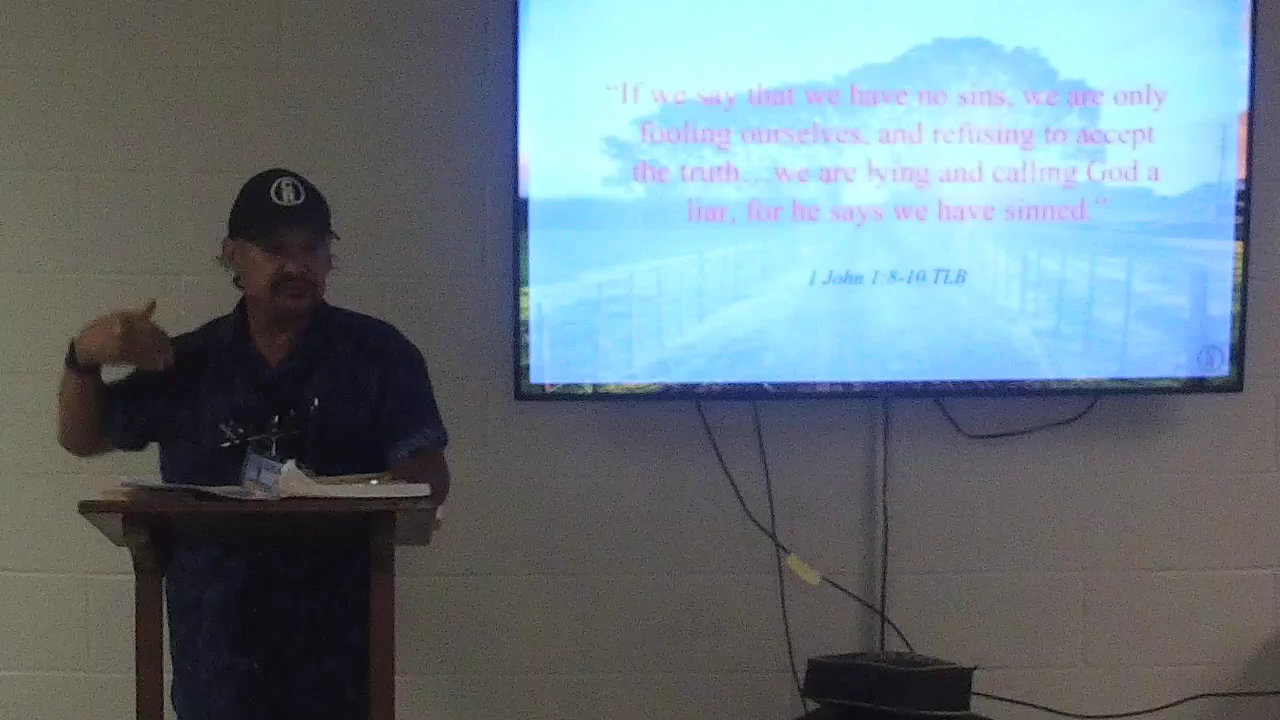 “If we say that we have no sins, we are only
fooling ourselves, and refusing to accept
the truth…we are lying and calling God a
liar, for he says we have sinned.”
1 John 1:8-10 TLB